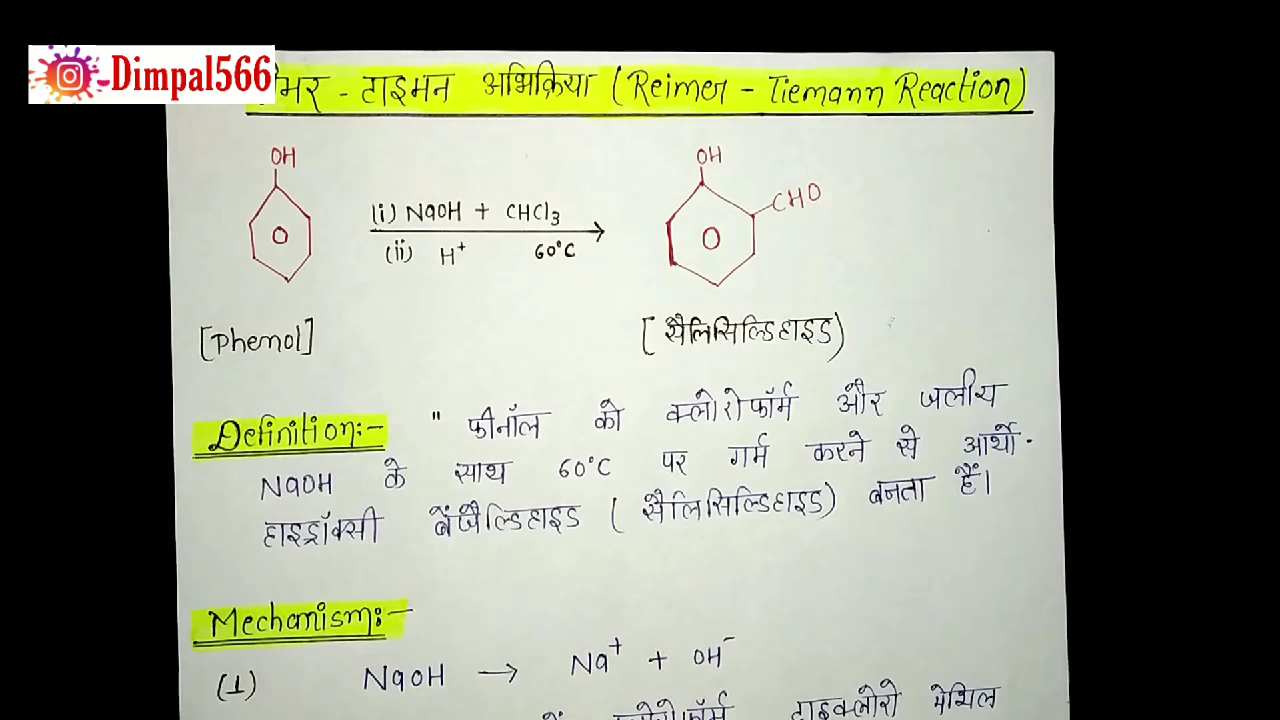 Dimpal566
टाइमन अभिक्रिया (Reimer - Tiemann Reaction)
OH
OH
CHO
(i) NaOH + CHCl3
(ii) H+ 60°C
[Phenol]
[सैलिसिल्डिहाइड)
Definition:- " फीनॉल को क्लोरोफॉर्म और जलीय
NaOH के साथ 60°C पर गर्म करने से आर्थो-
हाइड्रॉक्सी बेंजैल्डिहाइड ( सैलिसिल्डिहाइड) बनता हैं।
Mechanism:-
(1) NaOH → Na+ + OH-
क्लोरोफॉर्म टाइक्लोरो मेथिल